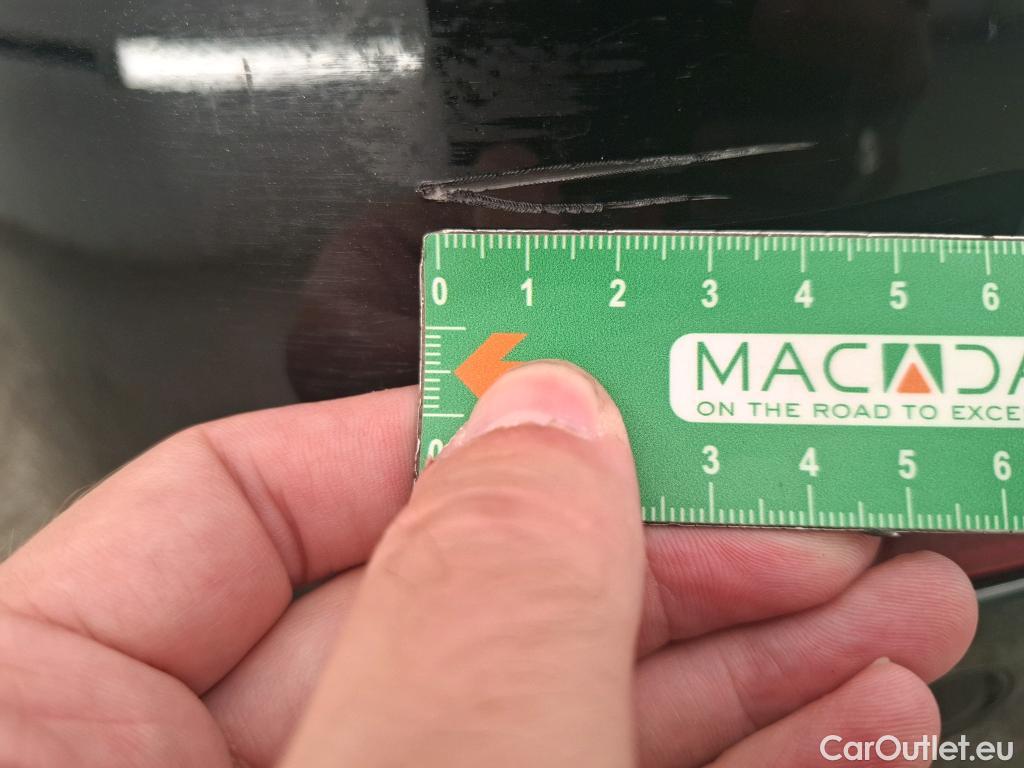 0 1 2 3 4 5 6
MACADA
ON THE ROAD TO EXCE
0 3 4 5 6
CarOutlet.eu